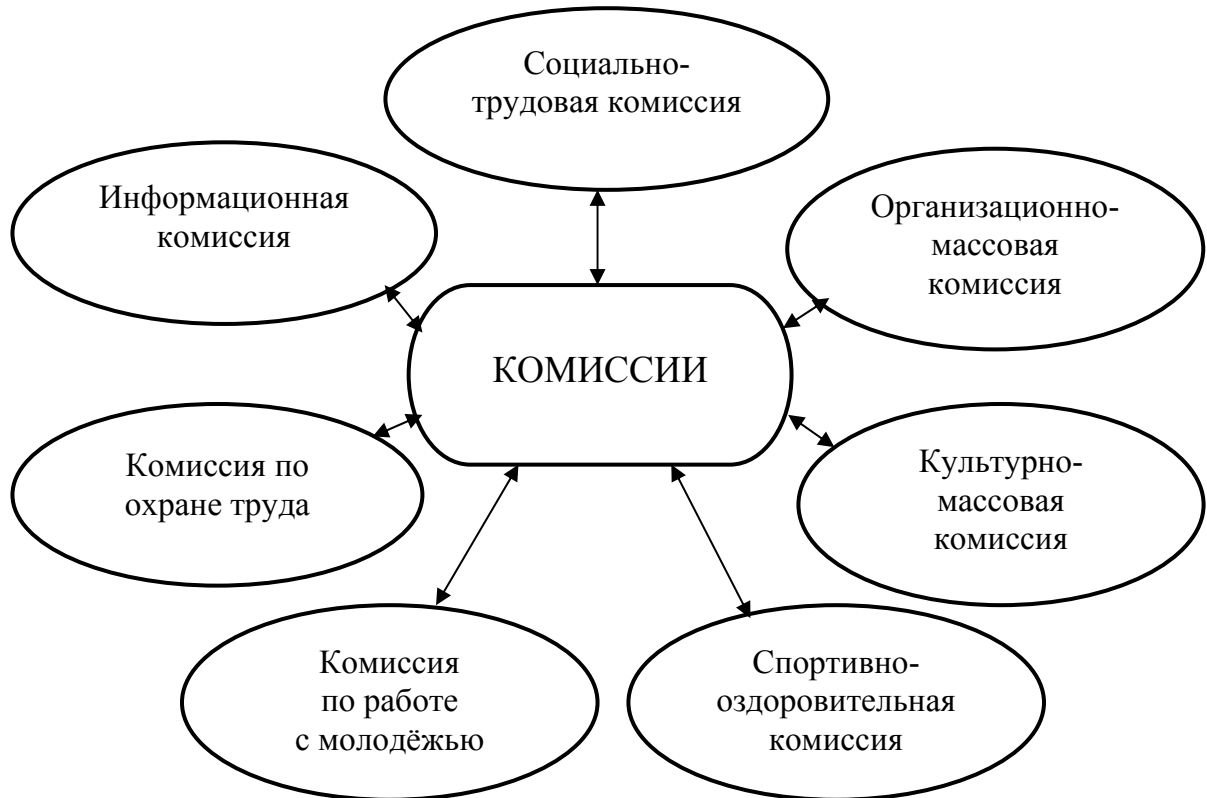 Социально-
трудовая комиссия
Информационная
комиссия
Организационно-
массовая
комиссия
КОМИССИИ
Комиссия по
охране труда
Культурно-
массовая
комиссия
Комиссия
по работе
с молодёжью
Спортивно-
оздоровительная
комиссия